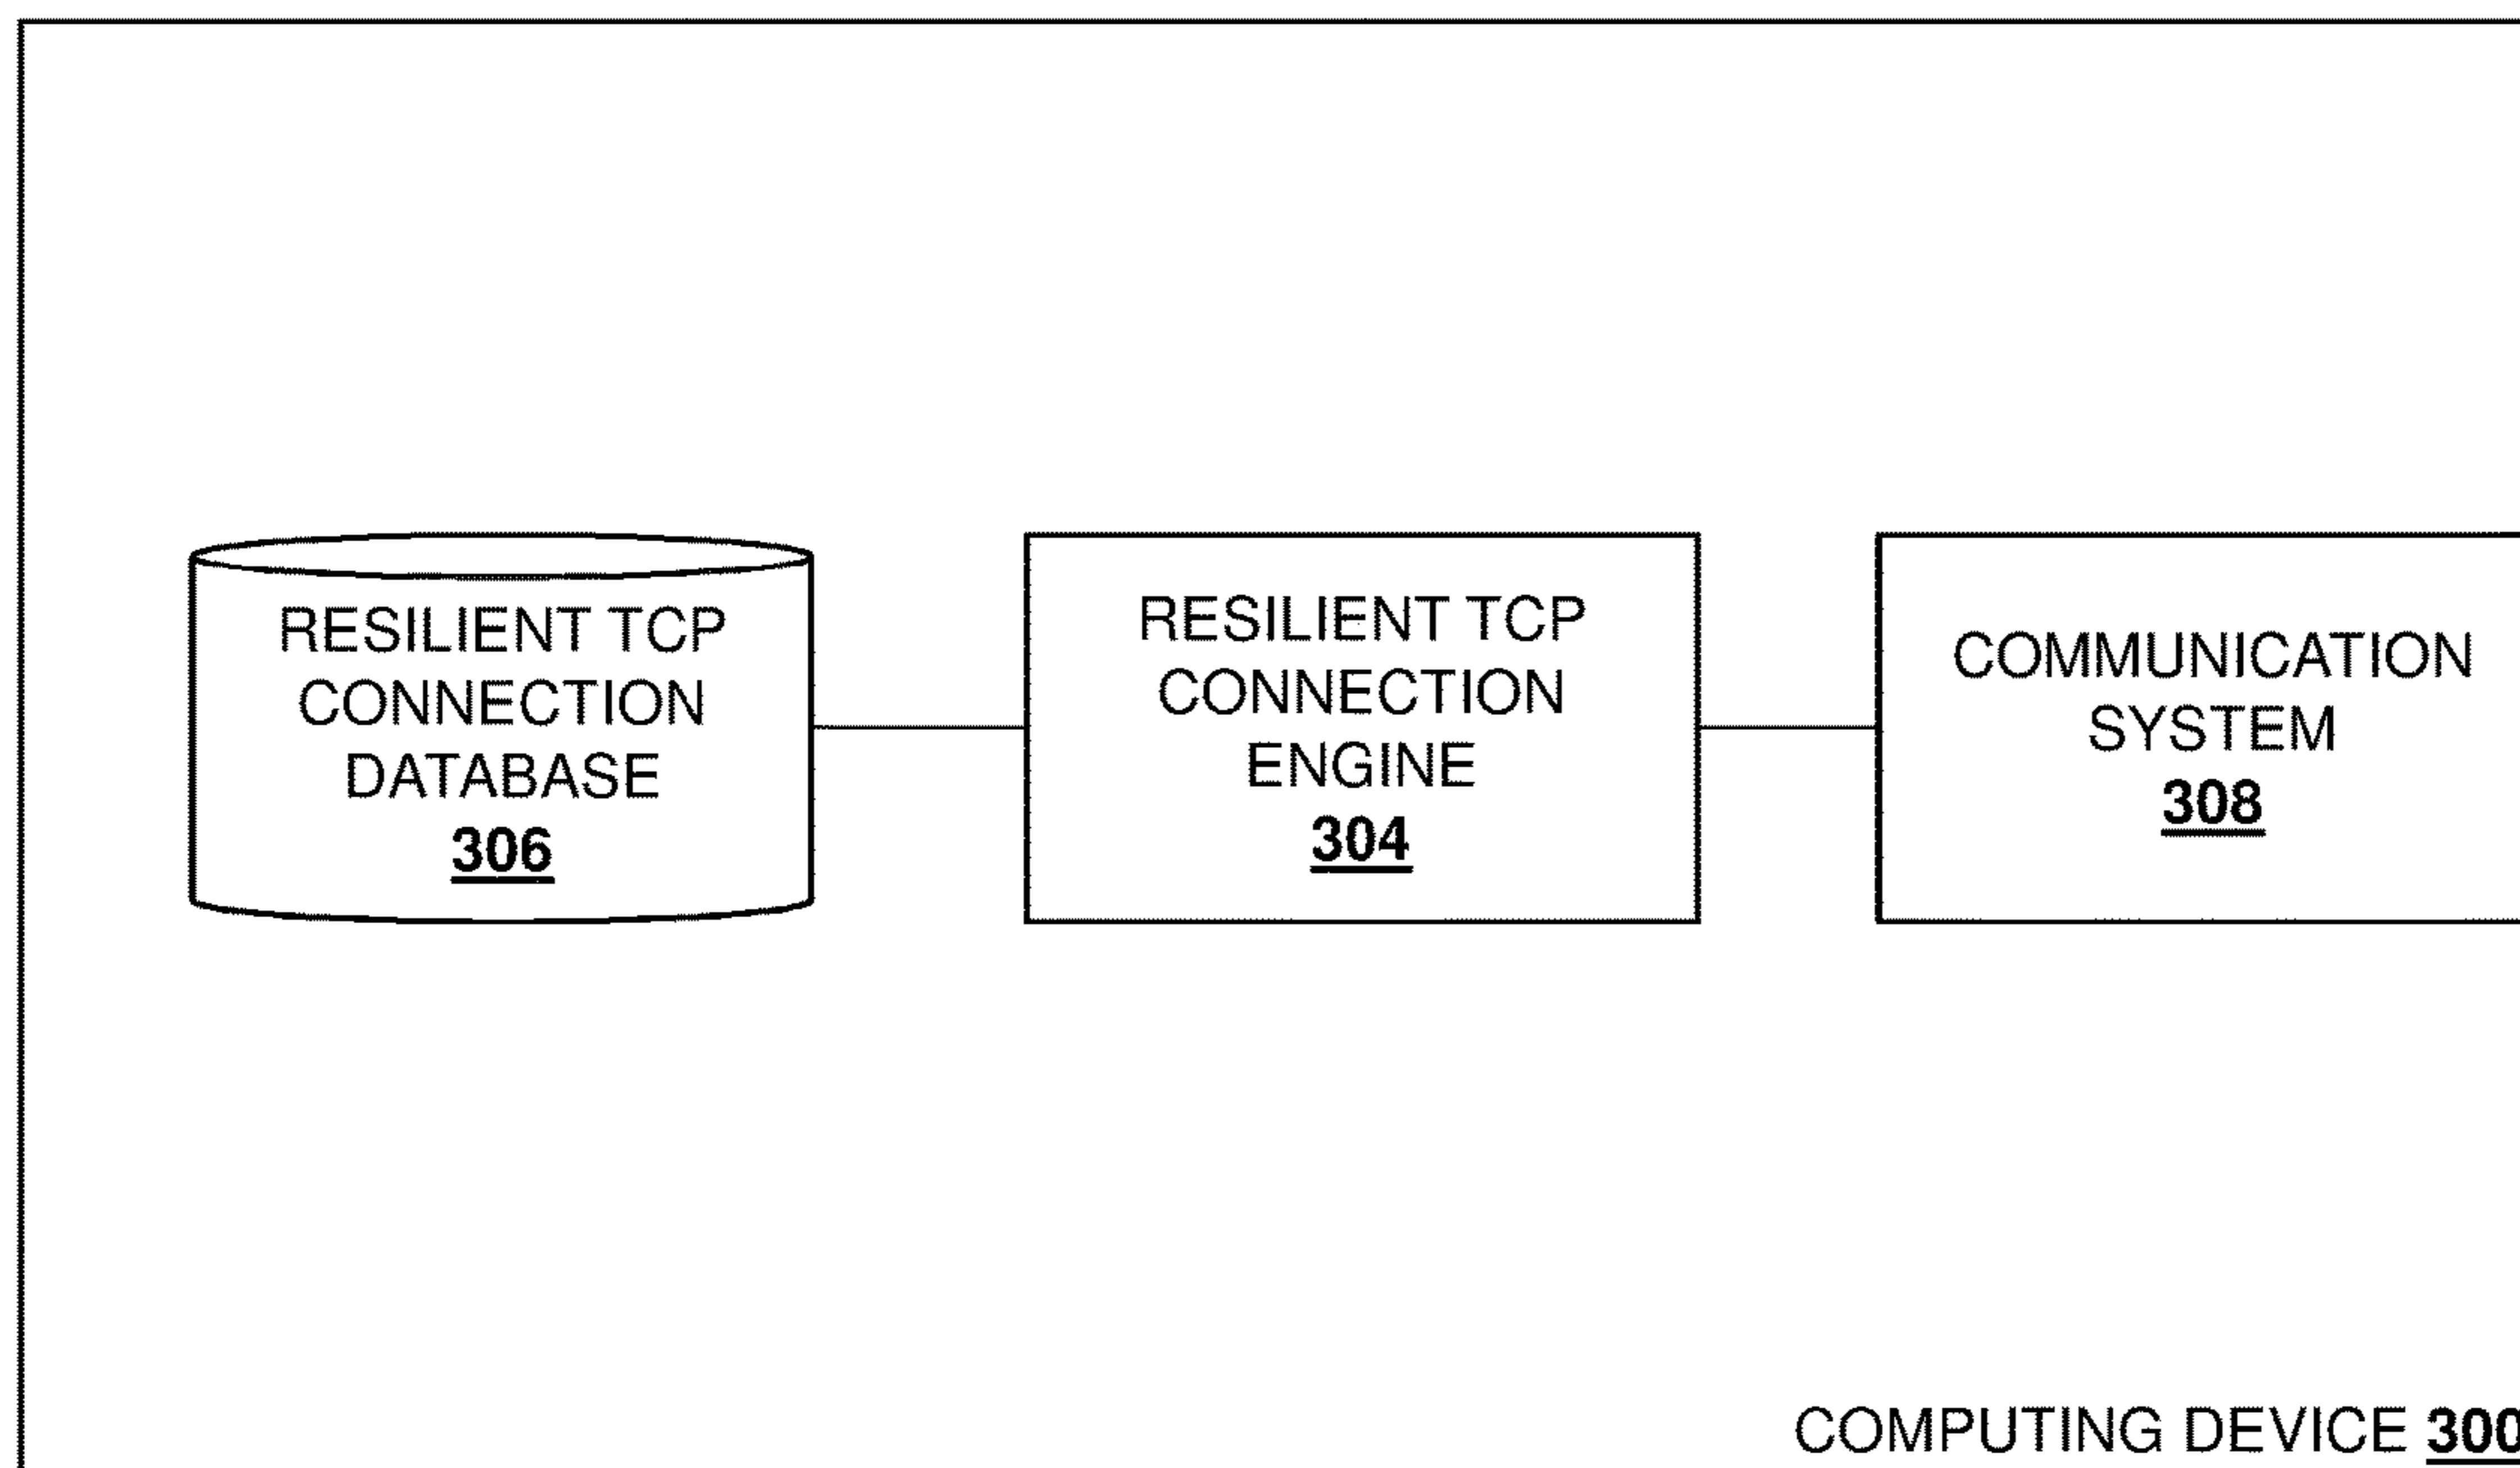 RESILIENT TCP
CONNECTION
DATABASE
306
RESILIENT TCP
CONNECTION
ENGINE
304
COMMUNICATION
SYSTEM
308
COMPUTING DEVICE 300